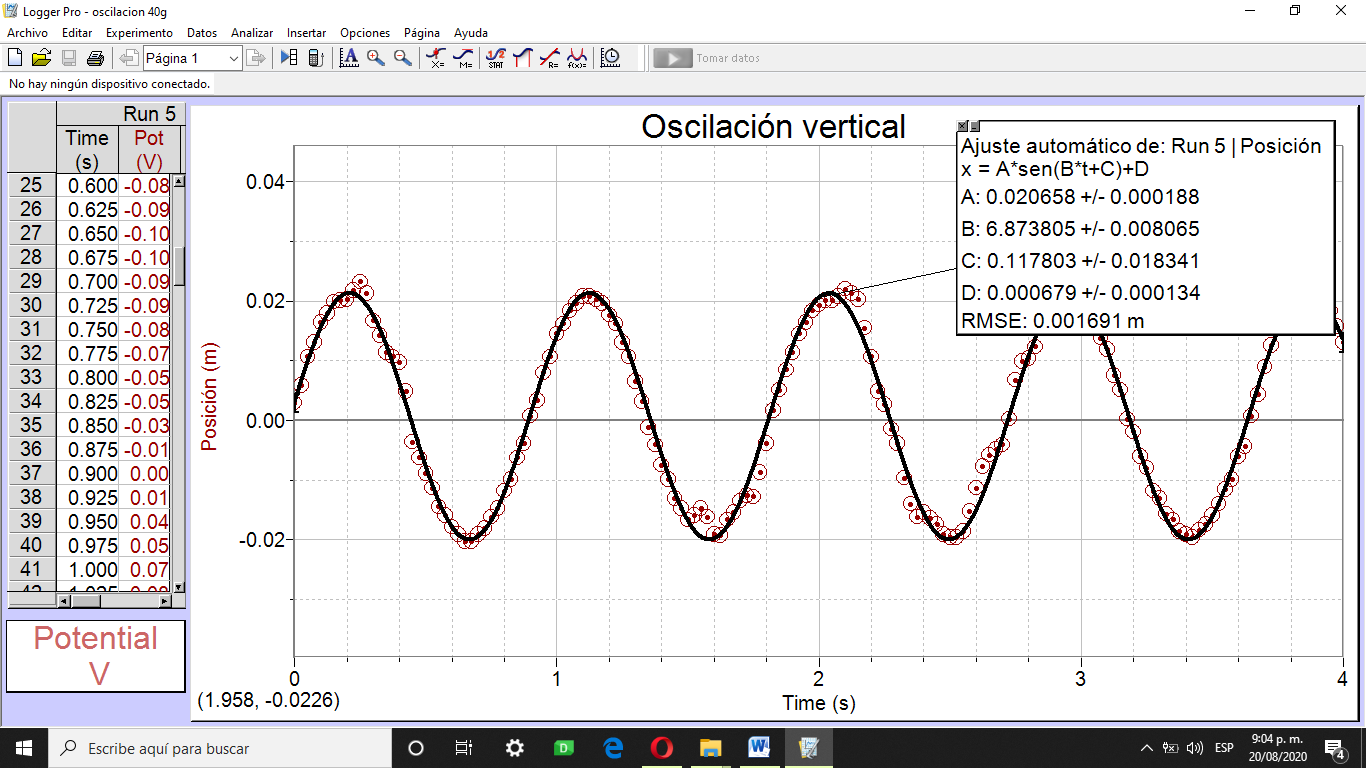 Logger Pro - oscilacion 40g
Archivo Editar Experimento Datos Analizar Insertar Opciones Página Ayuda
Página 1
X= M= STAT R= f(x)= Tomar datos
No hay ningún dispositivo conectado.
Run 5
Time Pot
(s) (V)
25 0.600 -0.08
26 0.625 -0.09
27 0.650 -0.10
28 0.675 -0.10
29 0.700 -0.09
30 0.725 -0.09
31 0.750 -0.08
32 0.775 -0.07
33 0.800 -0.05
34 0.825 -0.05
35 0.850 -0.03
36 0.875 -0.01
37 0.900 0.00
38 0.925 0.01
39 0.950 0.04
40 0.975 0.05
41 1.000 0.07
42 1.025 0.08
Potential
V
Oscilación vertical
Ajuste automático de: Run 5 | Posición
x = A*sen(B*t+C)+D
A: 0.020658 +/- 0.000188
B: 6.873805 +/- 0.008065
C: 0.117803 +/- 0.018341
D: 0.000679 +/- 0.000134
RMSE: 0.001691 m
0.04
0.02
0.00
-0.02
Posición (m)
0 1 2 3 4
(1.958, -0.0226)
Time (s)
Escribe aquí para buscar
D
W
ESP
9:04 p. m.
20/08/2020
4